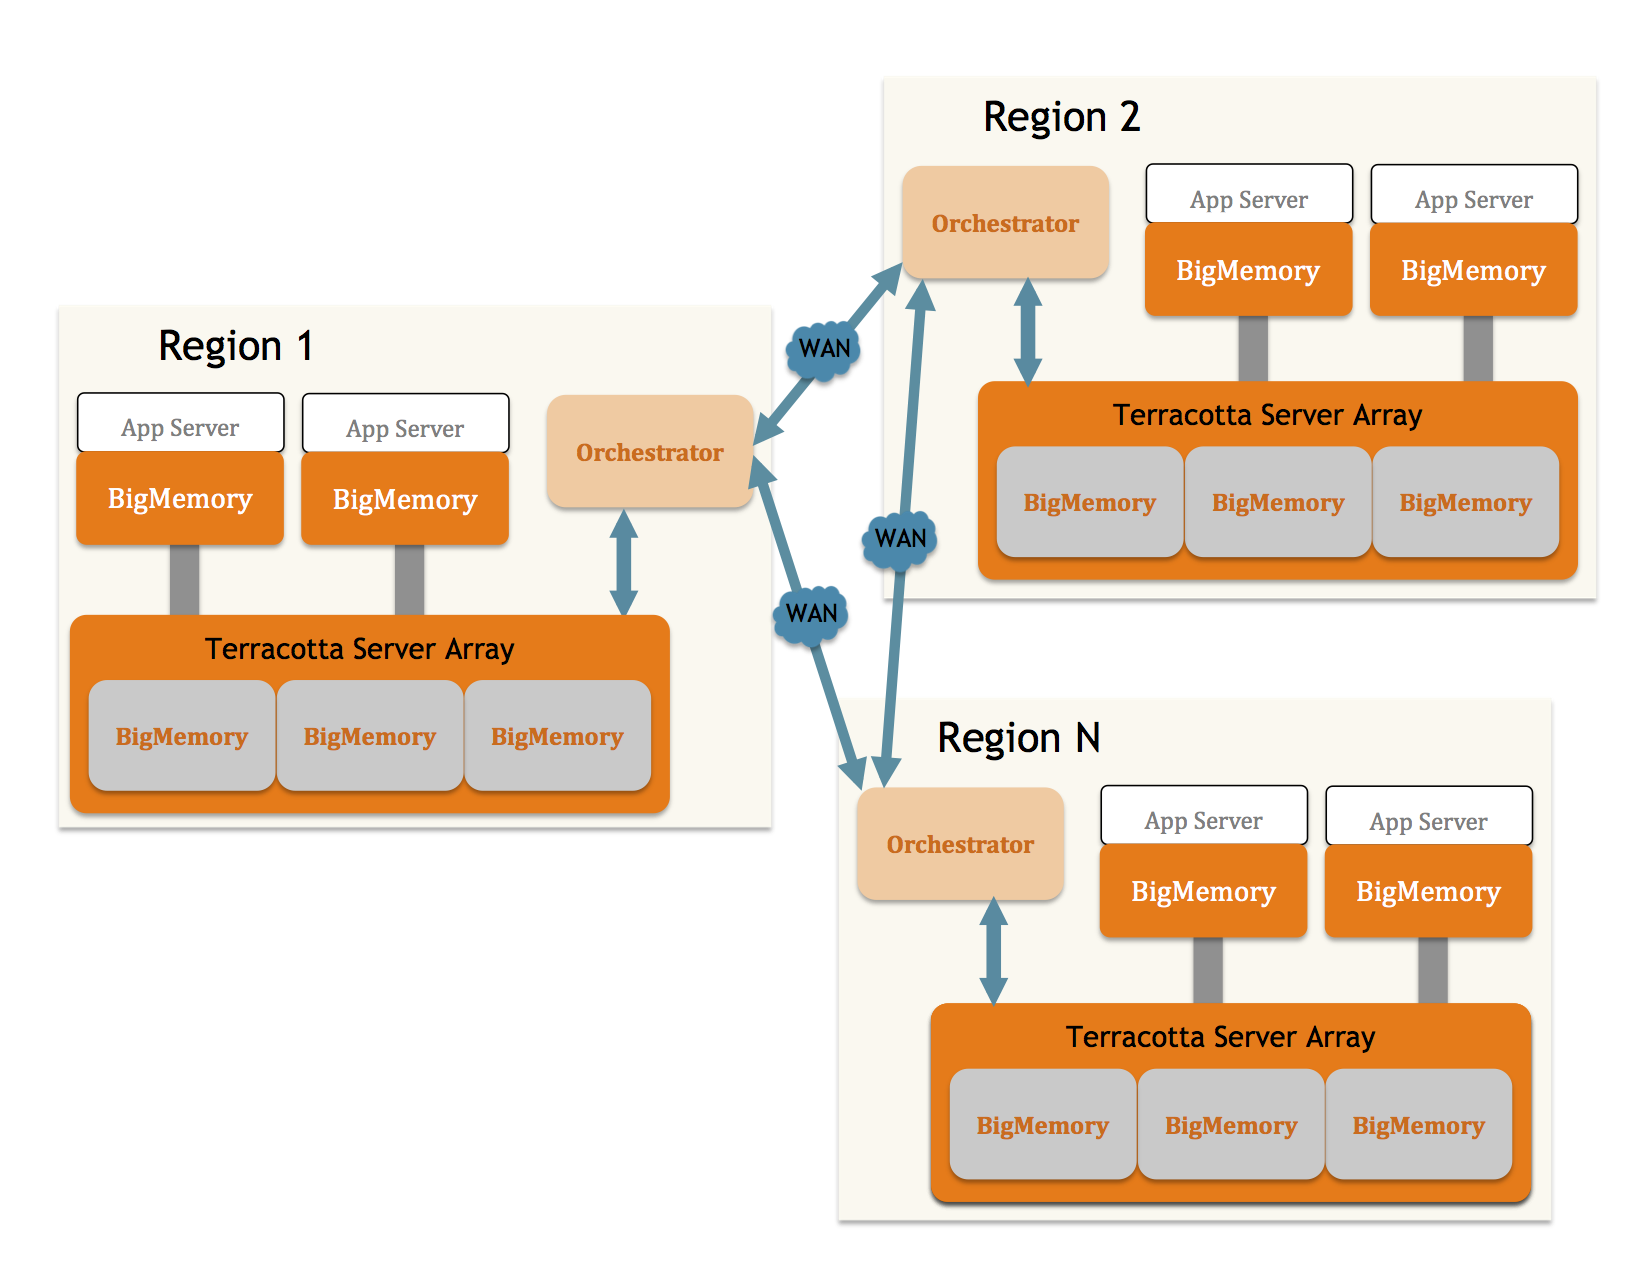 Region 2
Orchestrator
App Server
App Server
BigMemory
BigMemory
Terracotta Server Array
BigMemory
BigMemory
BigMemory
Region 1
App Server
App Server
Orchestrator
BigMemory
BigMemory
Terracotta Server Array
BigMemory
BigMemory
BigMemory
WAN
WAN
WAN
Region N
Orchestrator
App Server
App Server
BigMemory
BigMemory
Terracotta Server Array
BigMemory
BigMemory
BigMemory